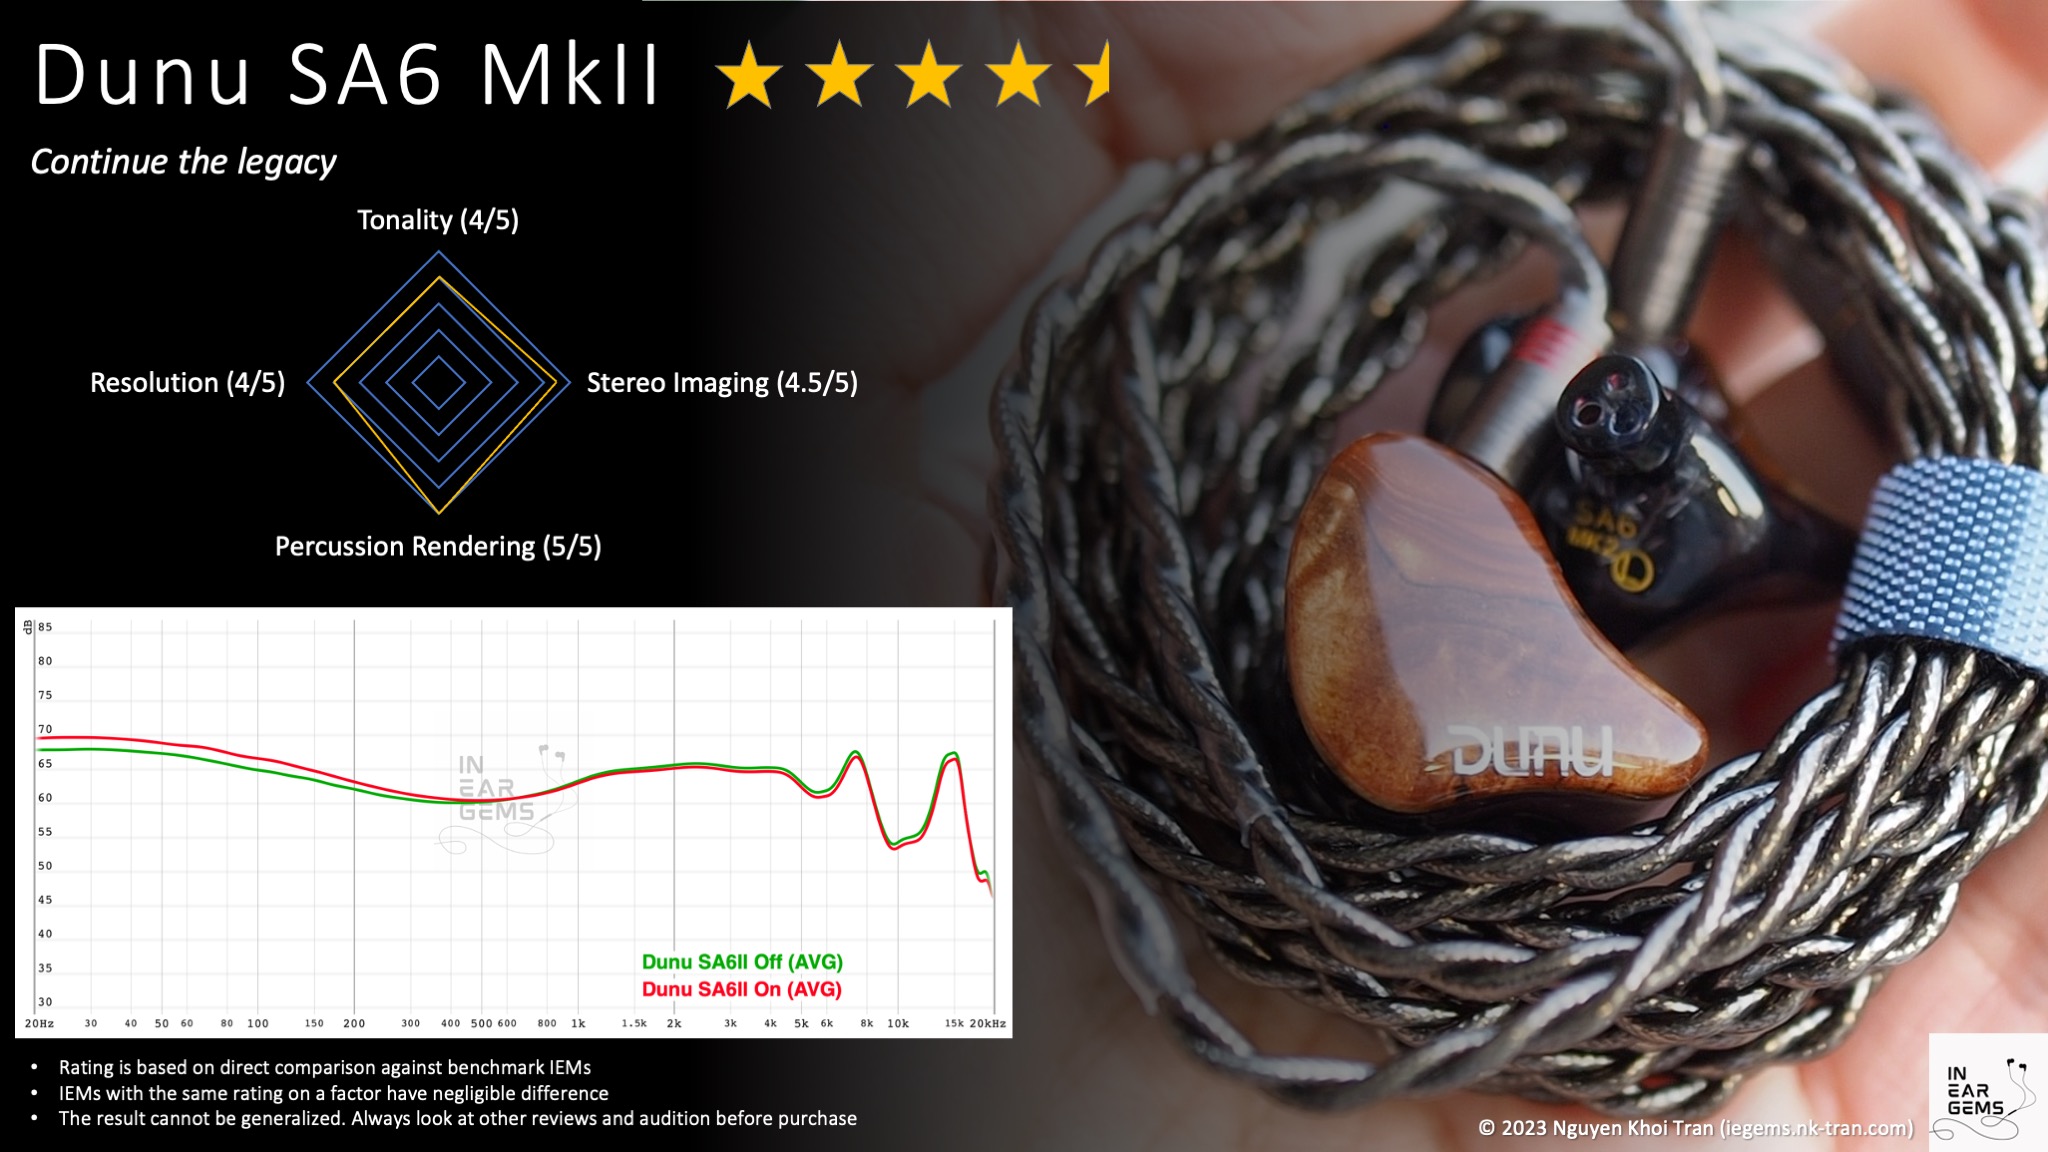 Dunu SA6 MkII
Continue the legacy
Tonality (4/5)
Resolution (4/5)
Stereo Imaging (4.5/5)
Percussion Rendering (5/5)
dB
85
80
75
70
65
60
55
50
45
40
35
30
IN
EAR
GEMS
Dunu SA6II Off (AVG)
Dunu SA6II On (AVG)
20Hz 30 40 50 60 80 100 150 200 300 400 500 600 800 1k 1.5k 2k 3k 4k 5k 6k 8k 10k 15k 20kHz
• Rating is based on direct comparison against benchmark IEMs
• IEMs with the same rating on a factor have negligible difference
• The result cannot be generalized. Always look at other reviews and audition before purchase
SA6
MK2
L
DUNU
© 2023 Nguyen Khoi Tran (iegems.nk-tran.com)
IN
EAR
GEMS